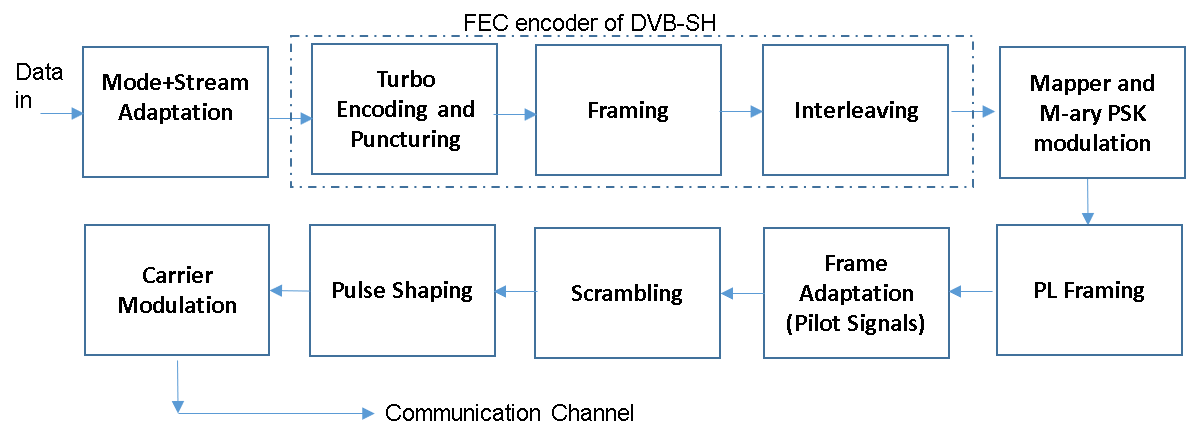 FEC encoder of DVB-SH
Data
in
Mode+Stream
Adaptation
Turbo
Encoding and
Puncturing
Framing
Interleaving
Mapper and
M-ary PSK
modulation
PL Framing
Frame
Adaptation
(Pilot Signals)
Scrambling
Pulse Shaping
Carrier
Modulation
Communication Channel